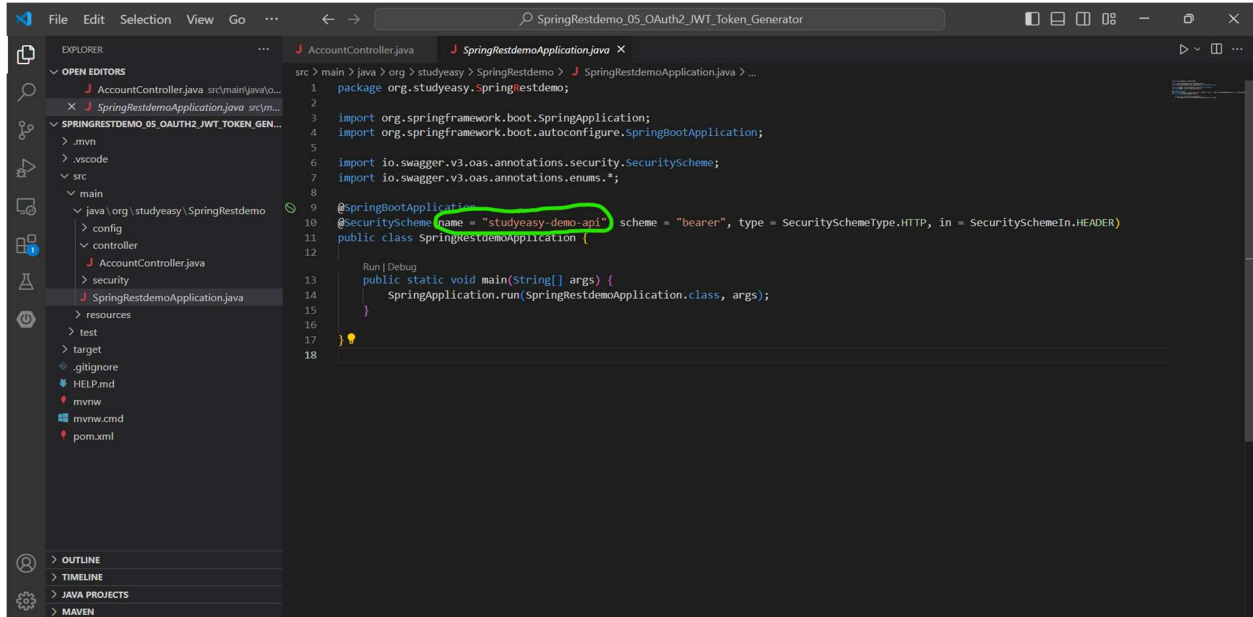 File Edit Selection View Go ··· SpringRestdemo_05_OAuth2_JWT_Token_Generator
EXPLORER ···
OPEN EDITORS
AccountController.java src\main\java\o...
SpringRestdemoApplication.java src\m...
SPRINGRESTDEMO_05_OAUTH2_JWT_TOKEN_GEN...
.mvn
.vscode
src
main
java\org\studyeasy\SpringRestdemo
config
controller
AccountController.java
security
SpringRestdemoApplication.java
resources
test
target
.gitignore
HELP.md
mvnw
mvnw.cmd
pom.xml
OUTLINE
TIMELINE
JAVA PROJECTS
MAVEN
1
AccountController.java SpringRestdemoApplication.java
src > main > java > org > studyeasy > SpringRestdemo > SpringRestdemoApplication.java > ...
1 package org.studyeasy.SpringRestdemo;
2
3 import org.springframework.boot.SpringApplication;
4 import org.springframework.boot.autoconfigure.SpringBootApplication;
5
6 import io.swagger.v3.oas.annotations.security.SecurityScheme;
7 import io.swagger.v3.oas.annotations.enums.*;
8
9 @SpringBootApplication
10 @SecurityScheme(name = "studyeasy-demo-api", scheme = "bearer", type = SecuritySchemeType.HTTP, in = SecuritySchemeIn.HEADER)
11 public class SpringRestdemoApplication {
12
Run | Debug
13 public static void main(String[] args) {
14 SpringApplication.run(SpringRestdemoApplication.class, args);
15 }
16
17 }
18